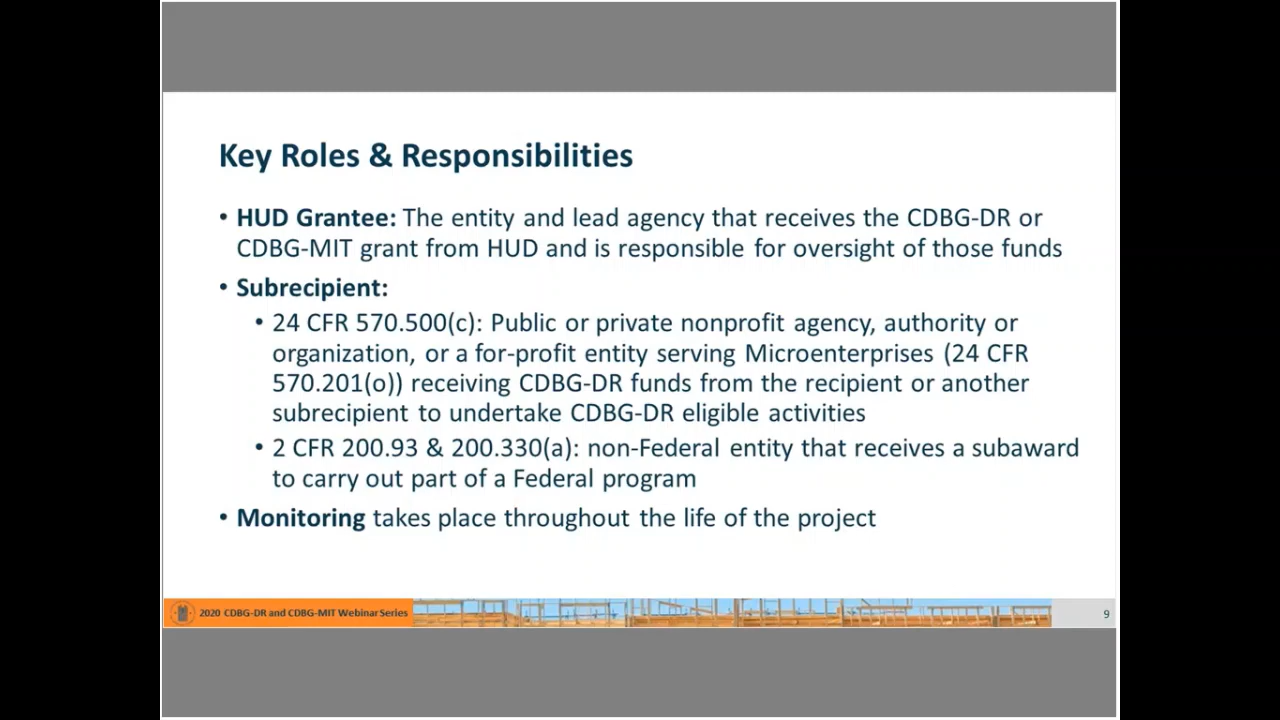 Key Roles & Responsibilities
• HUD Grantee: The entity and lead agency that receives the CDBG-DR or
CDBG-MIT grant from HUD and is responsible for oversight of those funds
• Subrecipient:
• 24 CFR 570.500(c): Public or private nonprofit agency, authority or
organization, or a for-profit entity serving Microenterprises (24 CFR
570.201(o)) receiving CDBG-DR funds from the recipient or another
subrecipient to undertake CDBG-DR eligible activities
• 2 CFR 200.93 & 200.330(a): non-Federal entity that receives a subaward
to carry out part of a Federal program
• Monitoring takes place throughout the life of the project
2020 CDBG-DR and CDBG-MIT Webinar Series
9